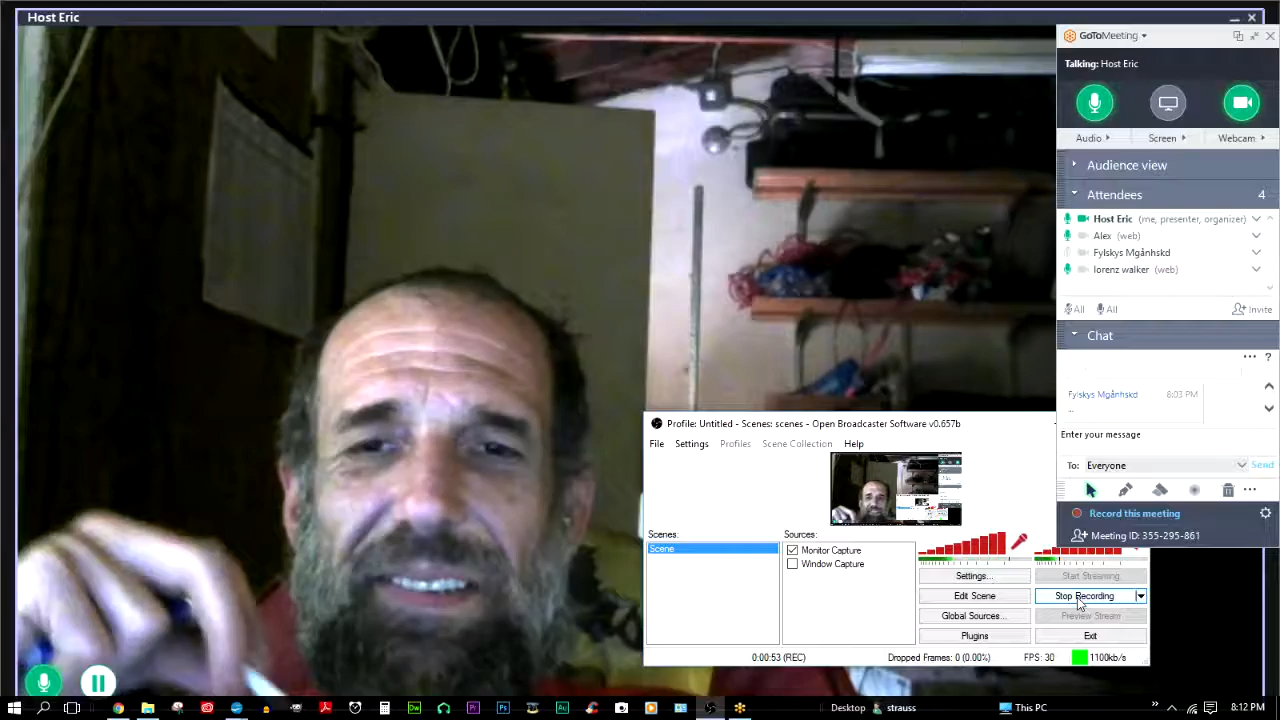 Host Eric
GoToMeeting
Talking: Host Eric
Audio
Screen
Webcam
Audience view
Attendees 4
Host Eric (me, presenter, organizer)
Alex (web)
Fylskys Mgånhskd
lorenz walker (web)
All
All
Invite
Chat
... ?
Fylskys Mgånhskd 8:03 PM
..
Enter your message
To: Everyone Send
...
Record this meeting
Meeting ID: 355-295-861
Profile: Untitled - Scenes: scenes - Open Broadcaster Software v0.657b
File Settings Profiles Scene Collection Help
Scenes: Sources:
Scene
Monitor Capture
Window Capture
Settings... Start Streaming
Edit Scene Stop Recording
Global Sources... Preview Stream
Plugins Exit
0:00:53 (REC) Dropped Frames: 0 (0.00%) FPS: 30 1100kb/s
Dw Pr Ps Au Desktop strauss This PC 8:12 PM